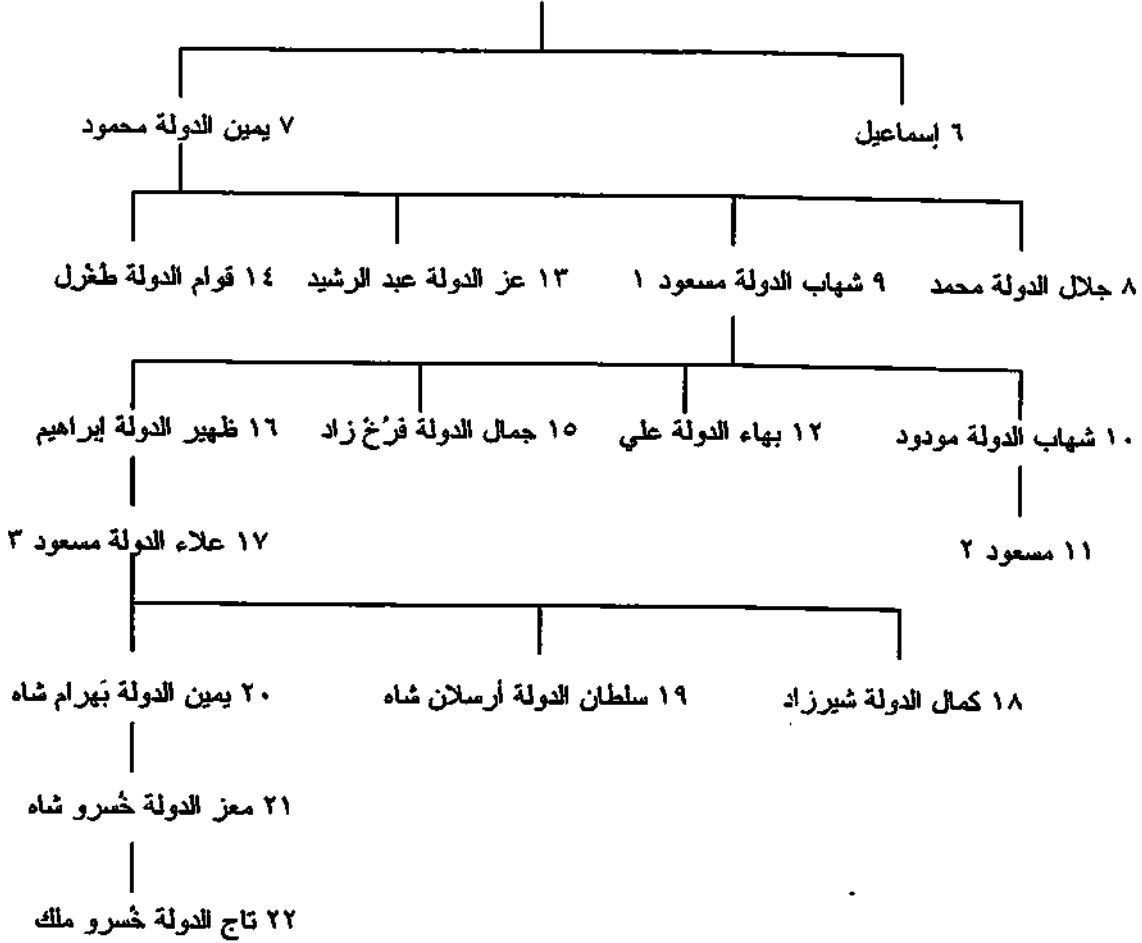 ٦ إسماعيل
٧ يمين الدولة محمود
٨ جلال الدولة محمد
٩ شهاب الدولة مسعود ١
١٣ عز الدولة عبد الرشيد
١٤ قوام الدولة طُغْرل
١٠ شهاب الدولة مودود
١٢ بهاء الدولة علي
١٥ جمال الدولة فَرُخْ زاد
١٦ ظهير الدولة إبراهيم
١١ مسعود ٢
١٧ علاء الدولة مسعود ٣
١٨ كمال الدولة شيرزاد
١٩ سلطان الدولة أرسلان شاه
٢٠ يمين الدولة بَهرام شاه
٢١ معز الدولة خُسرو شاه
٢٢ تاج الدولة خُسرو ملك